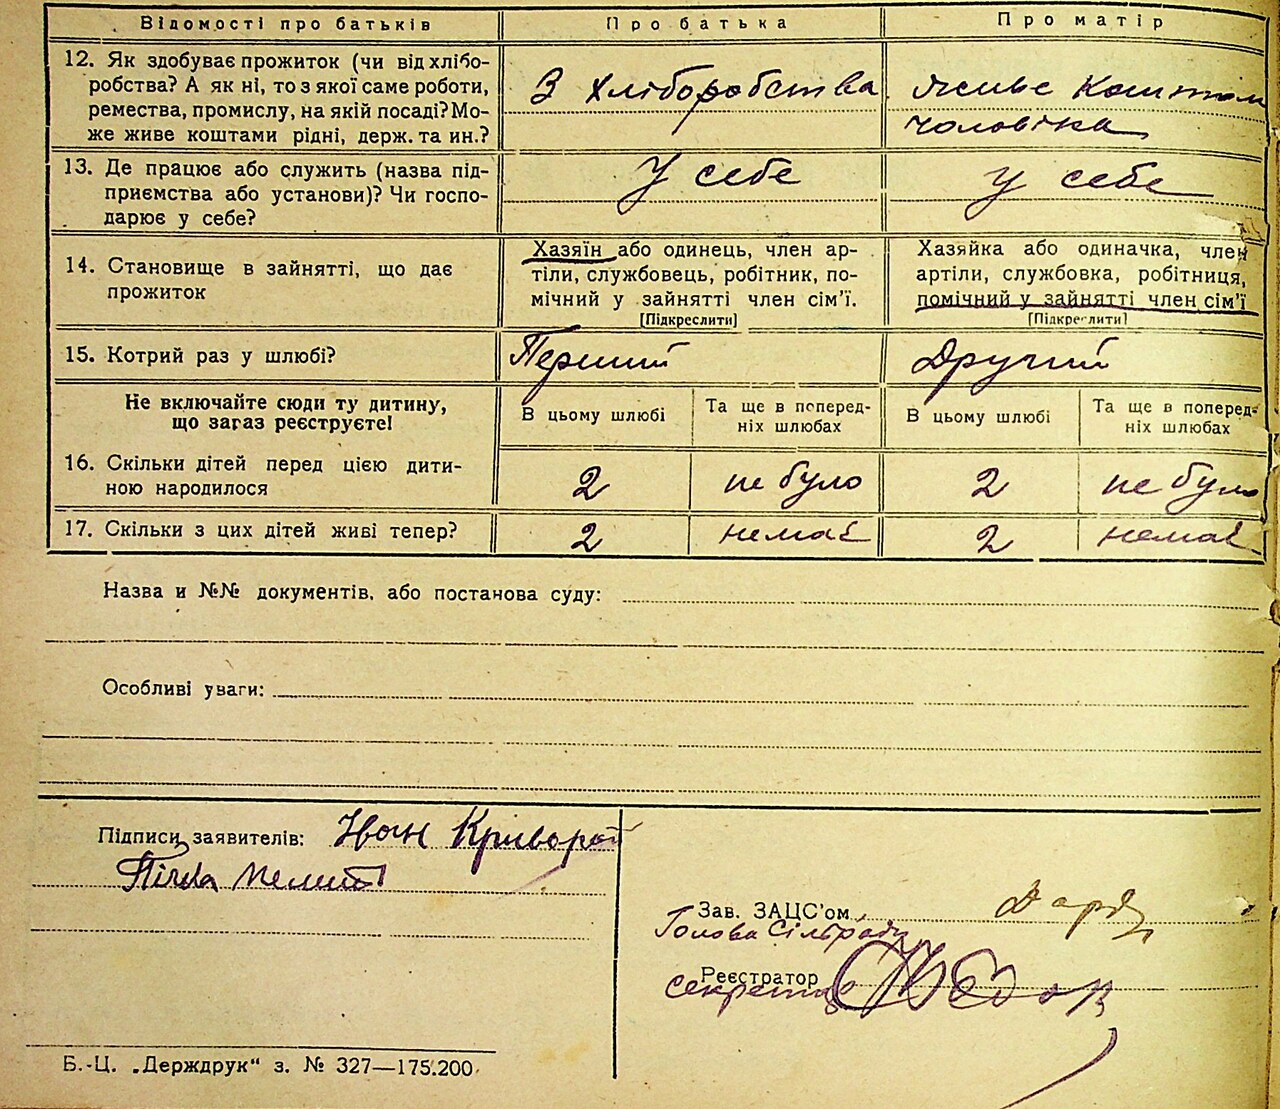 Відомості про батьків Про батька Про матір
12. Як здобуває прожиток (чи від хлібо-
робства? А як ні, то з якої саме роботи,
ремества, промислу, на якій посаді? Мо-
же живе коштами рідні, держ. та ин.?
З хліборобства
живе коштом
чоловіка
13. Де працює або служить (назва під-
приємства або установи)? Чи госпо-
дарює у себе?
У себе
У себе
14. Становище в зайнятті, що дає
прожиток
Хазяїн або одинець, член ар-
тіли, службовець, робітник, по-
мічний у зайнятті член сім'ї.
[Підкреслити]
Хазяйка або одиначка, член
артіли, службовка, робітниця,
помічний у зайнятті член сім'ї
[Підкреслити]
15. Котрий раз у шлюбі? Перший Другий
Не включайте сюди ту дитину,
що загаз реєструєте!
В цьому шлюбі
Та ще в поперед-
ніх шлюбах
В цьому шлюбі
Та ще в поперед-
ніх шлюбах
16. Скільки дітей перед цією дити-
ною народилося
2 не було 2 не було
17. Скільки з цих дітей живі тепер? 2 немає 2 немає
Назва и №№ документів, або постанова суду:
Особливі уваги:
Підписи заявителів: Іван
Зав. ЗАЦС'ом
Голова Сільради
Реєстратор
секретар
Б.-Ц. „Держдрук" з. № 327—175.200